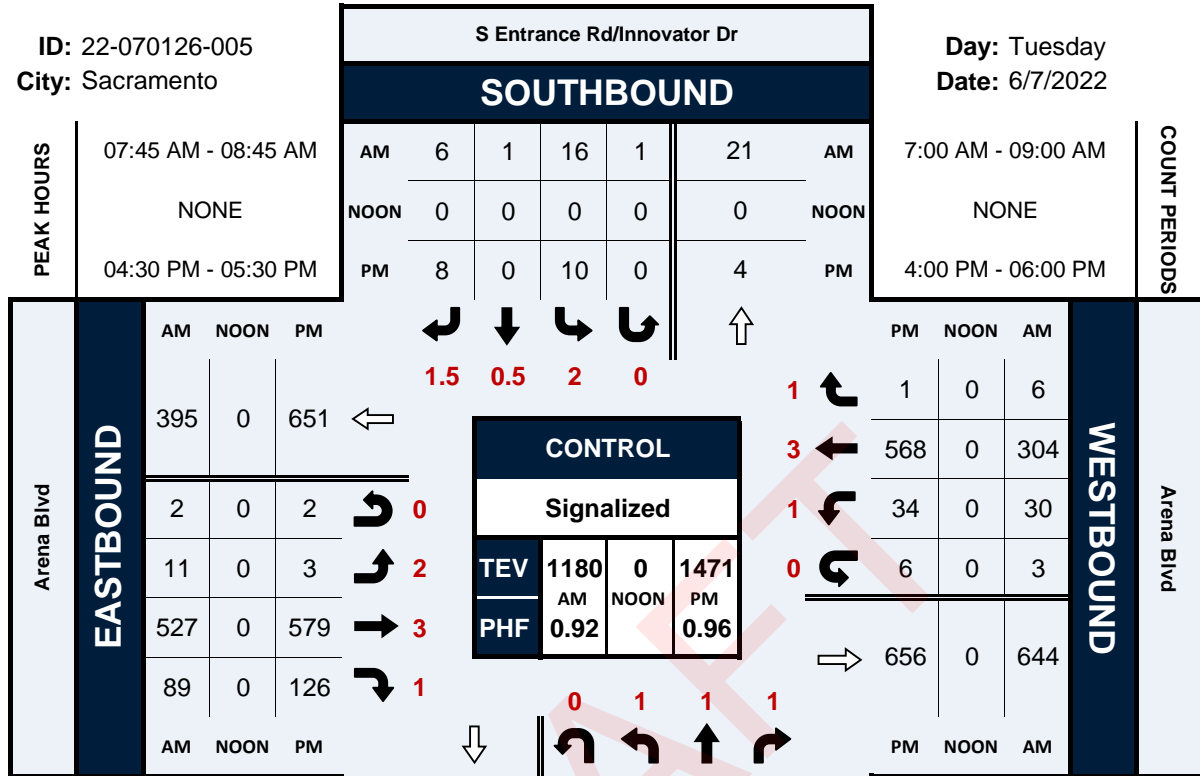 S Entrance Rd/Innovator Dr
ID: 22-070126-005
Day: Tuesday
City: Sacramento
Date: 6/7/2022
SOUTHBOUND
PEAK HOURS
07:45 AM - 08:45 AM
NONE
04:30 PM - 05:30 PM
AM 6 1 16 1 21 AM
NOON 0 0 0 0 0 NOON
PM 8 0 10 0 4 PM
7:00 AM - 09:00 AM
NONE
4:00 PM - 06:00 PM
COUNT PERIODS
1.5 0.5 2 0
Arena Blvd
EASTBOUND
AM NOON PM
395 0 651
2 0 2 0
11 0 3 2
527 0 579 3
89 0 126 1
AM NOON PM
CONTROL
Signalized
TEV 1180 0 1471
AM NOON PM
PHF 0.92 0.96
PM NOON AM
1 1 0 6
3 568 0 304
1 34 0 30
0 6 0 3
656 0 644
PM NOON AM
WESTBOUND
Arena Blvd
0 1 1 1